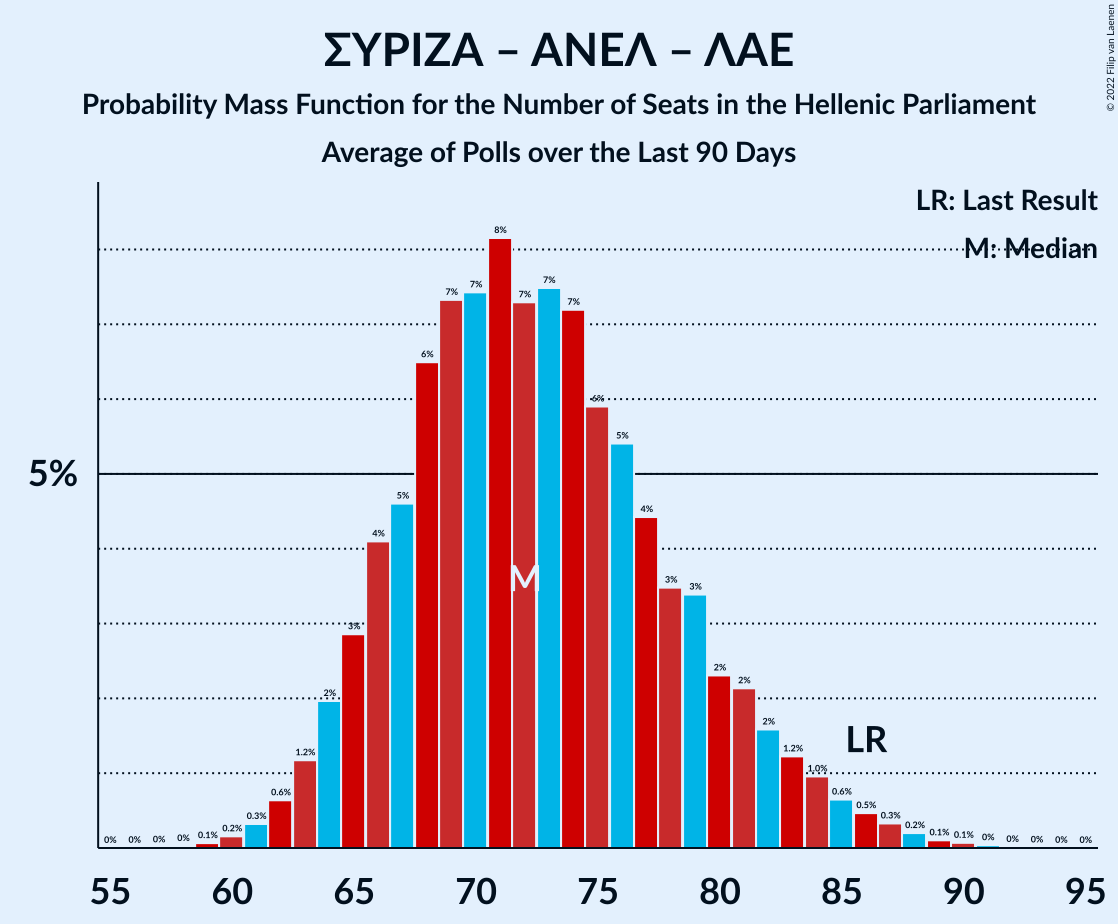 ΣΥΡΙΖΑ – ΑΝΕΛ – ΛΑΕ
Probability Mass Function for the Number of Seats in the Hellenic Parliament
Average of Polls over the Last 90 Days
© 2022 Filip van Laenen
LR: Last Result
M: Median
5%
0% 0% 0% 0% 0.1% 0.2% 0.3% 0.6% 1.2% 2% 3% 4% 5% 6% 7% 7% 8% 7% 7% 7% 6% 5% 4% 3% 3% 2% 2% 2% 1.2% 1.0% 0.6% 0.5% 0.3% 0.2% 0.1% 0.1% 0% 0% 0% 0% 0%
M
LR
55 60 65 70 75 80 85 90 95